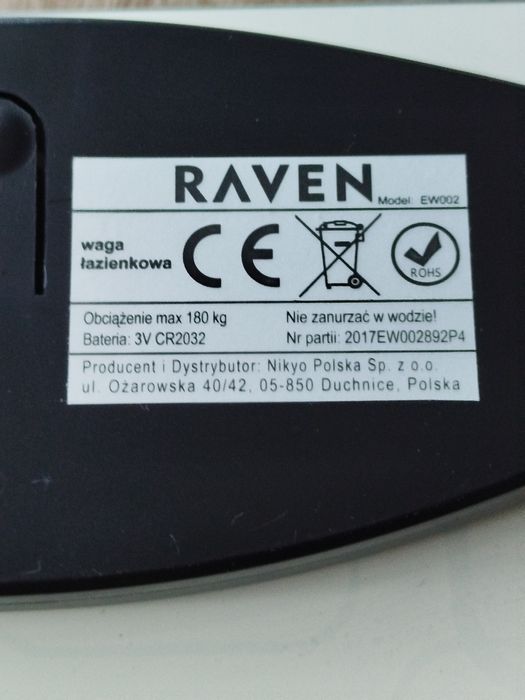 RAVEN
Model: EW002
waga
łazienkowa
CE
ROHS
Obciążenie max 180 kg
Nie zanurzać w wodzie!
Bateria: 3V CR2032
Nr partii: 2017EW002892P4
Producent i Dystrybutor: Nikyo Polska Sp. z o.o.
ul. Ożarowska 40/42, 05-850 Duchnice, Polska